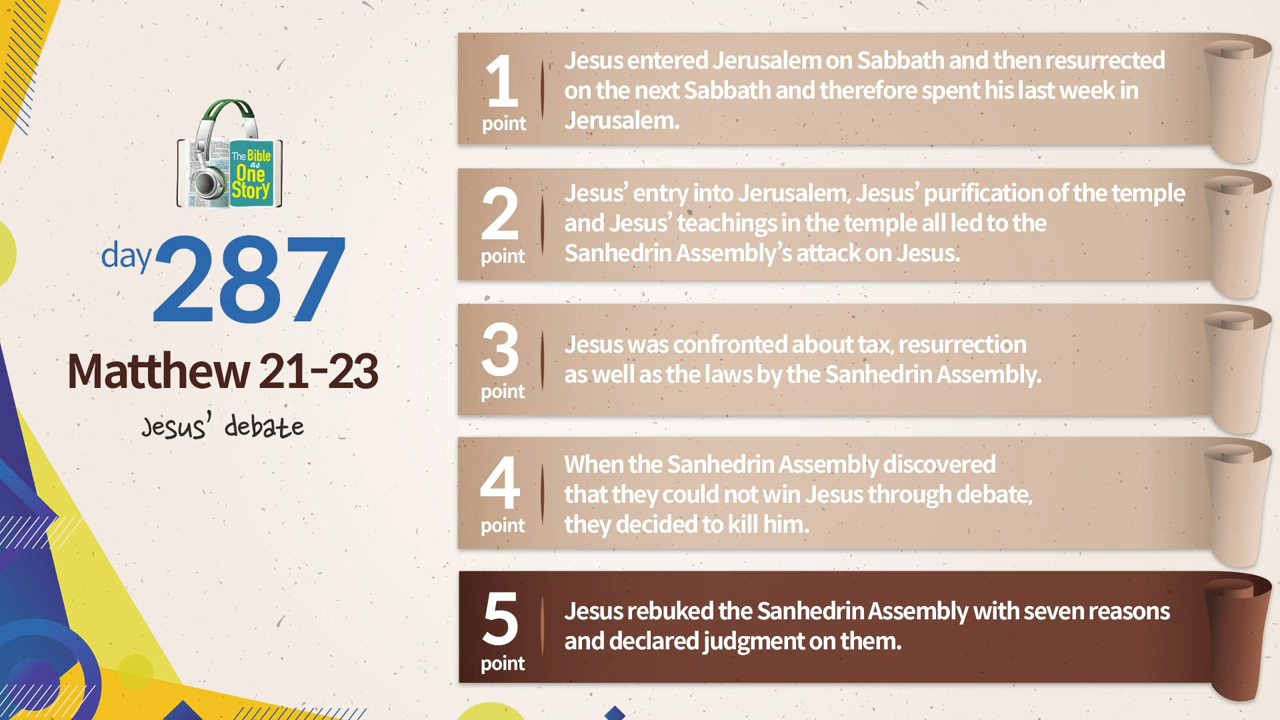 The Bible
as
One
Story
day 287
Matthew 21-23
Jesus' debate
1
point
Jesus entered Jerusalem on Sabbath and then resurrected
on the next Sabbath and therefore spent his last week in
Jerusalem.
2
point
Jesus' entry into Jerusalem, Jesus' purification of the temple
and Jesus' teachings in the temple all led to the
Sanhedrin Assembly's attack on Jesus.
3
point
Jesus was confronted about tax, resurrection
as well as the laws by the Sanhedrin Assembly.
4
point
When the Sanhedrin Assembly discovered
that they could not win Jesus through debate,
they decided to kill him.
5
point
Jesus rebuked the Sanhedrin Assembly with seven reasons
and declared judgment on them.